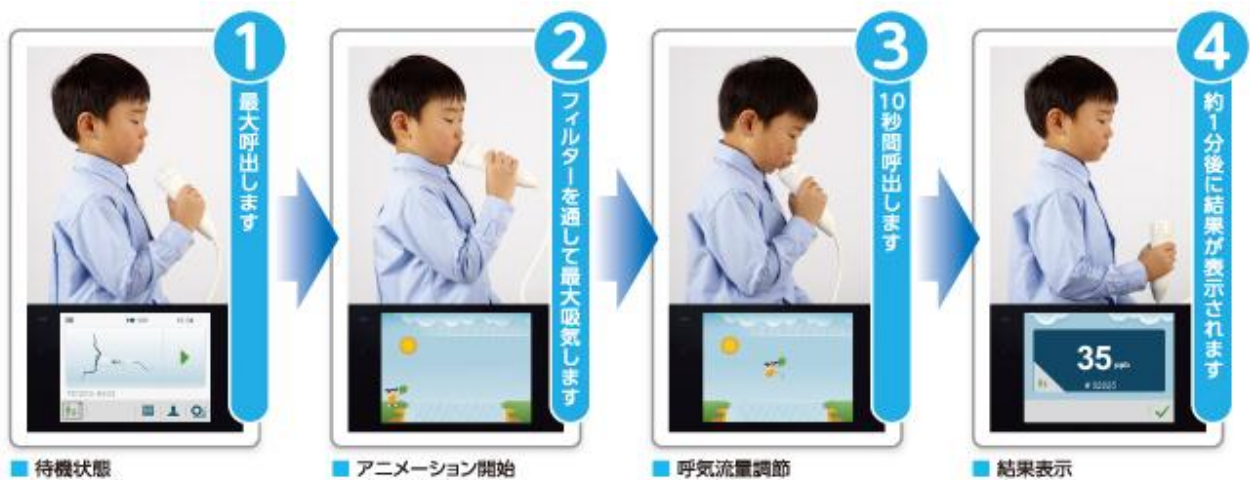 1
最大呼出します
2
フィルターを通して最大吸気します
3
10秒間呼出します
4
約1分後に結果が表示されます
35 ppb
■ 待機状態
■ アニメーション開始
■ 呼気流量調節
■ 結果表示